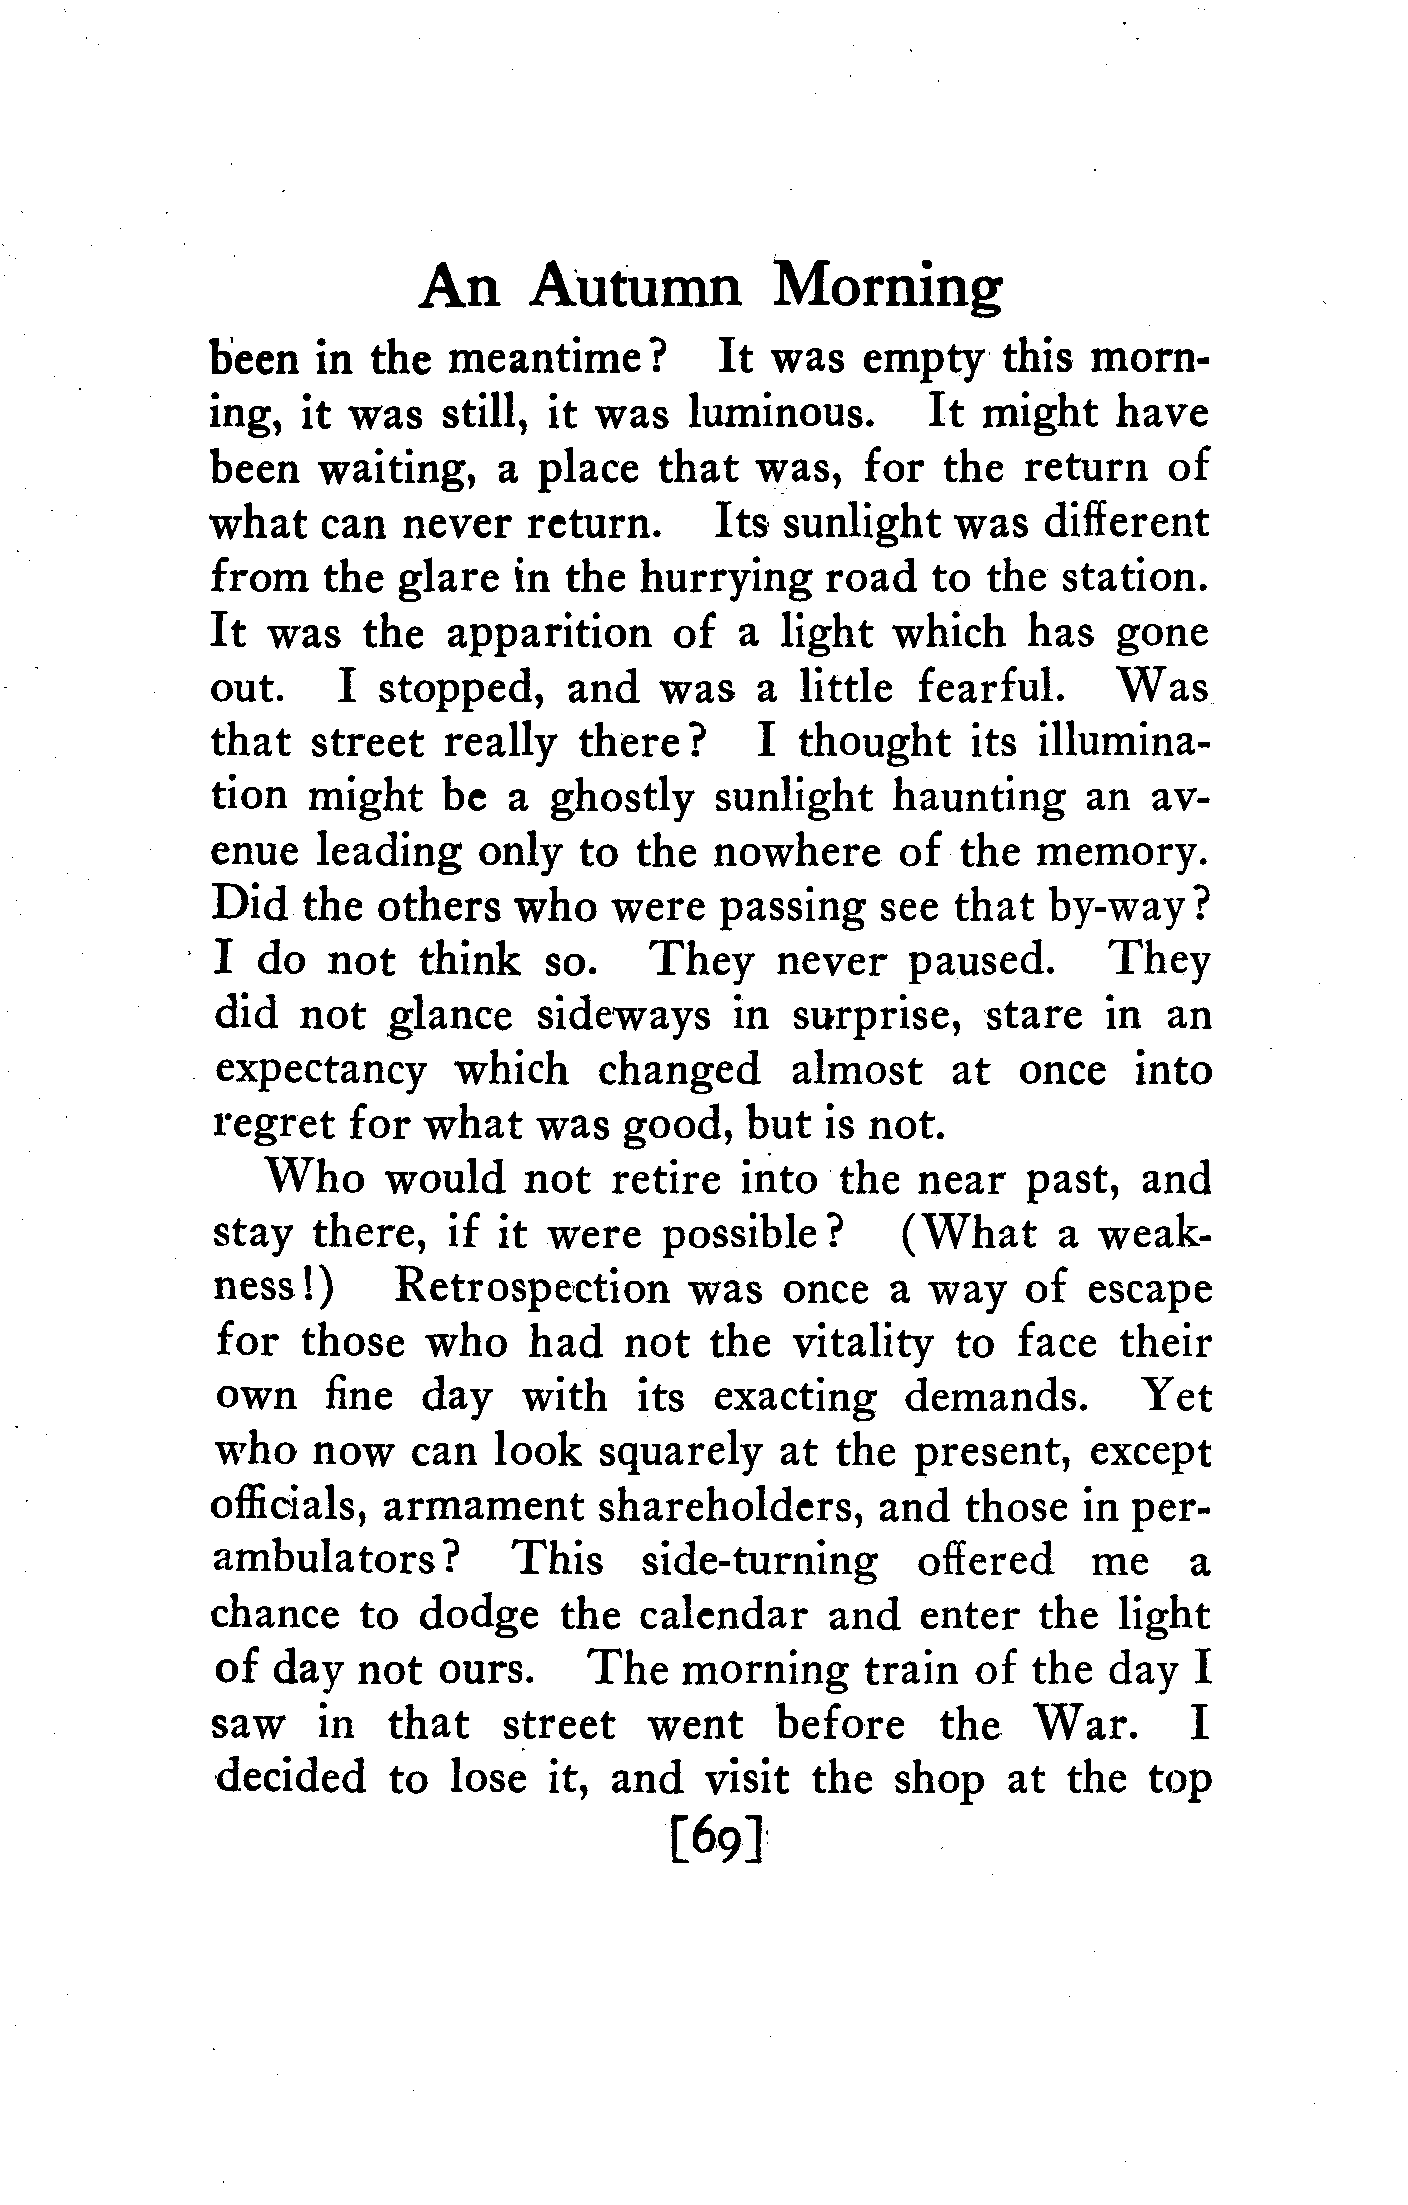 An Autumn Morning
been in the meantime? It was empty this morn-
ing, it was still, it was luminous. It might have
been waiting, a place that was, for the return of
what can never return. Its sunlight was different
from the glare in the hurrying road to the station.
It was the apparition of a light which has gone
out. I stopped, and was a little fearful. Was
that street really there? I thought its illumina-
tion might be a ghostly sunlight haunting an av-
enue leading only to the nowhere of the memory.
Did the others who were passing see that by-way?
I do not think so. They never paused. They
did not glance sideways in surprise, stare in an
expectancy which changed almost at once into
regret for what was good, but is not.
Who would not retire into the near past, and
stay there, if it were possible? (What a weak-
ness!) Retrospection was once a way of escape
for those who had not the vitality to face their
own fine day with its exacting demands. Yet
who now can look squarely at the present, except
officials, armament shareholders, and those in per-
ambulators? This side-turning offered me a
chance to dodge the calendar and enter the light
of day not ours. The morning train of the day I
saw in that street went before the War. I
decided to lose it, and visit the shop at the top
[69]